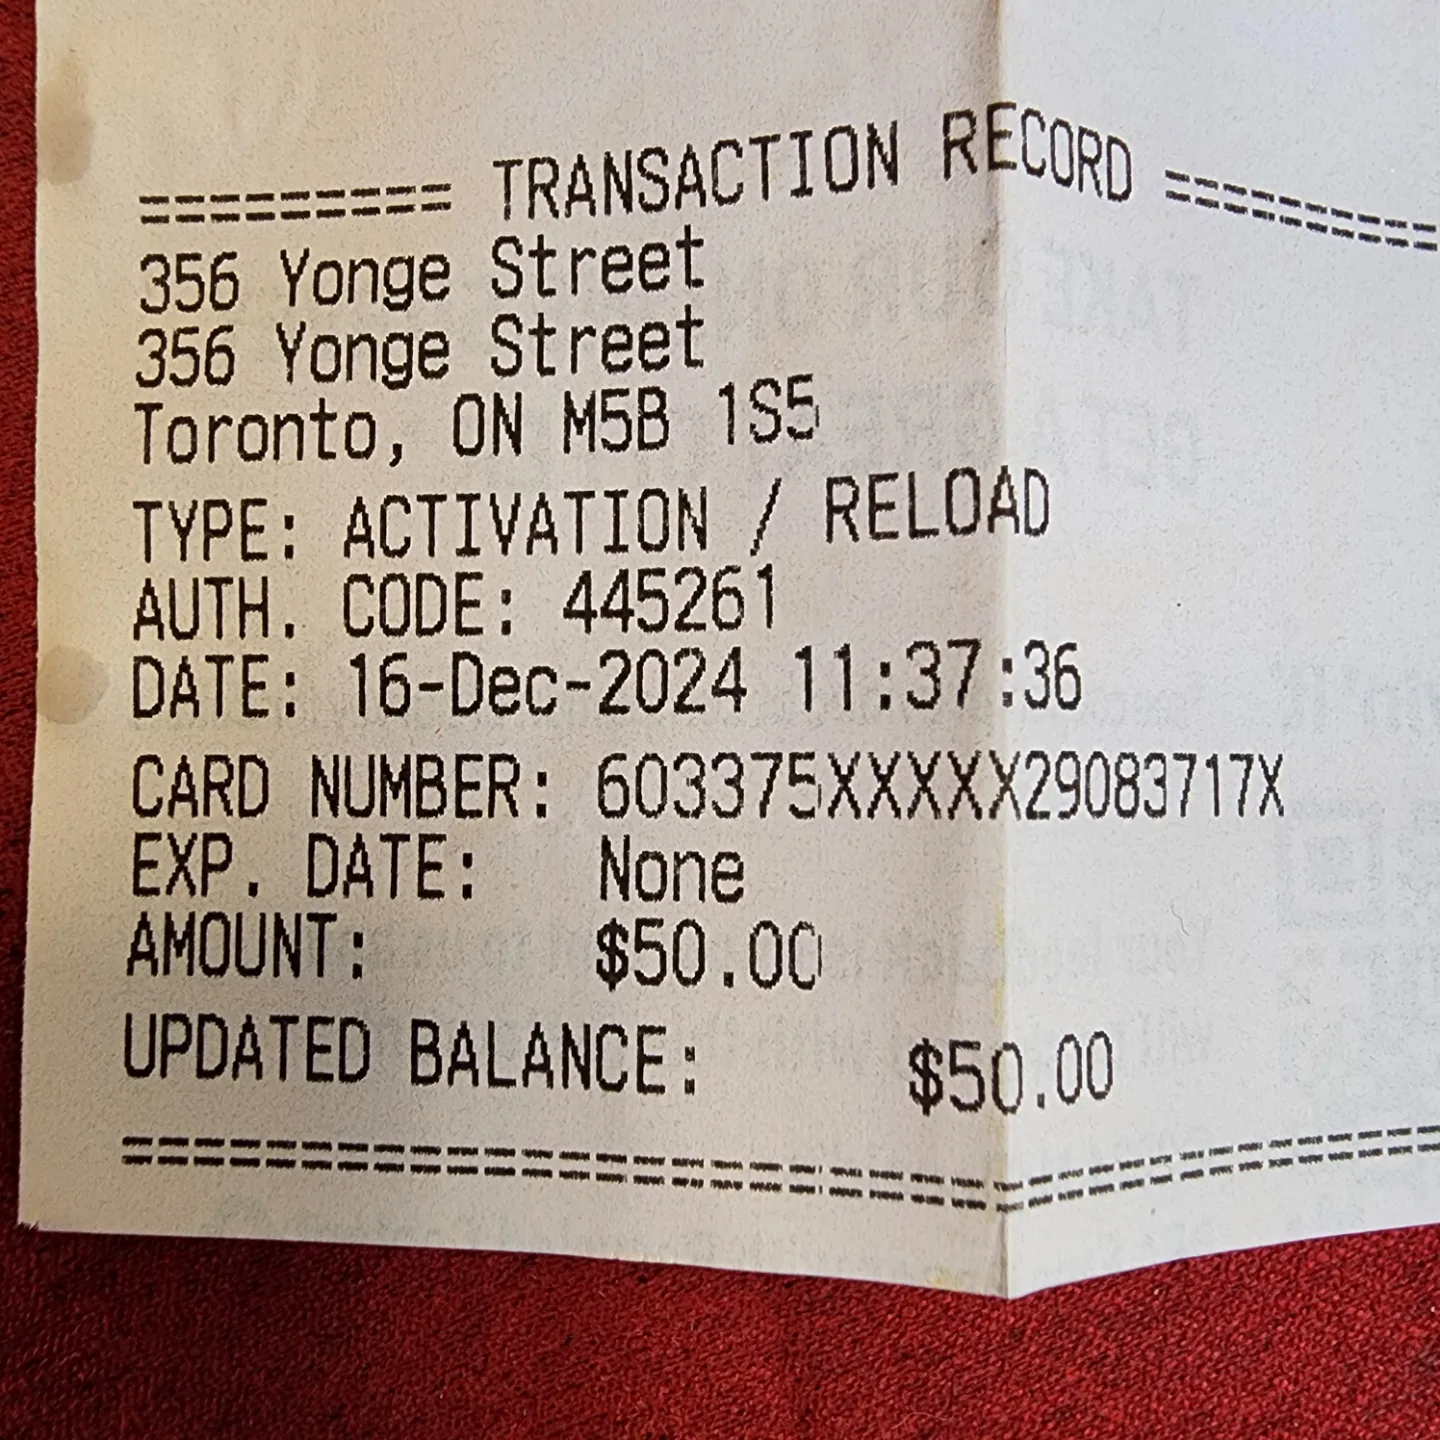 ========= TRANSACTION RECORD ========
356 Yonge Street
356 Yonge Street
Toronto, ON M5B 1S5
TYPE: ACTIVATION / RELOAD
AUTH. CODE: 445261
DATE: 16-Dec-2024 11:37:36
CARD NUMBER: 603375XXXXX29083717X
EXP. DATE: None
AMOUNT: $50.00
UPDATED BALANCE: $50.00
========================================